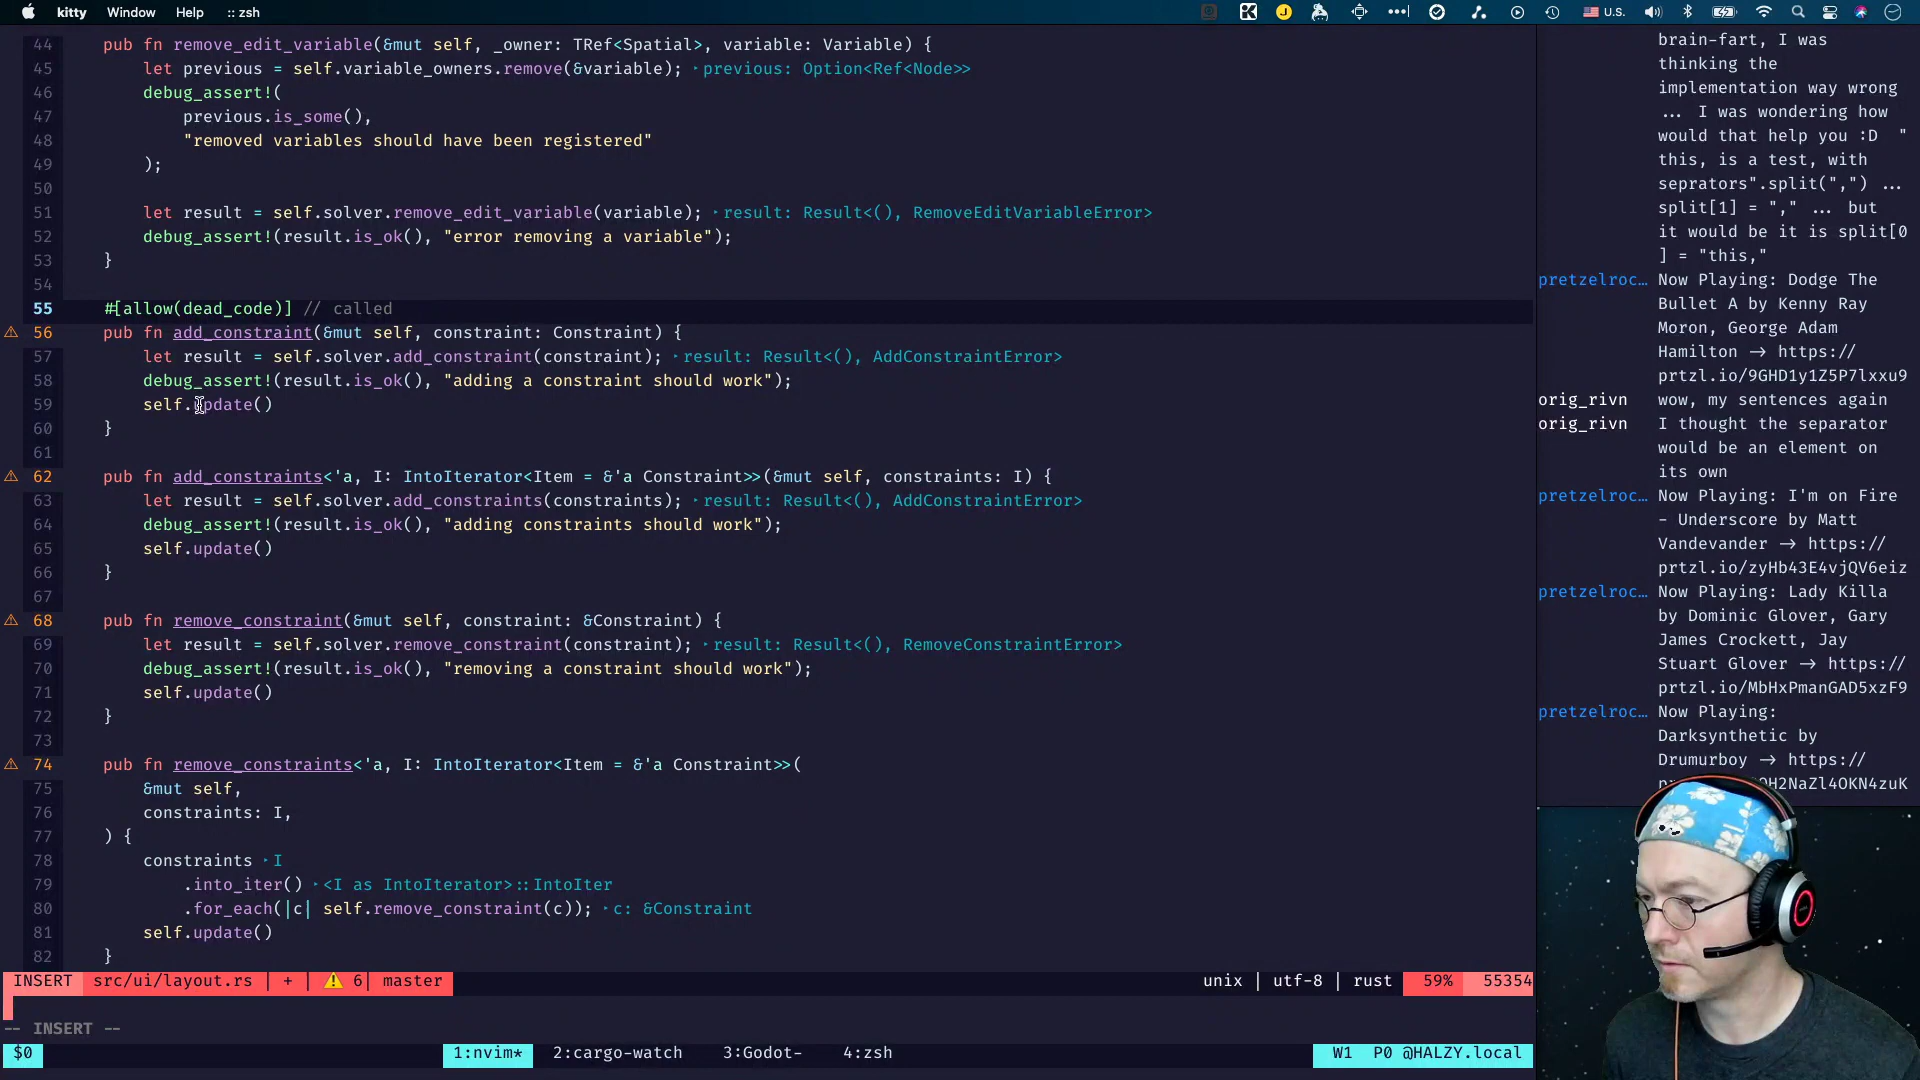 kitty Window Help :: zsh
U.S.
44 pub fn remove_edit_variable(&mut self, _owner: TRef<Spatial>, variable: Variable) {
45 let previous = self.variable_owners.remove(&variable); ‣ previous: Option<Ref<Node>>
46 debug_assert!(
47 previous.is_some(),
48 "removed variables should have been registered"
49 );
50
51 let result = self.solver.remove_edit_variable(variable); ‣ result: Result<(), RemoveEditVariableError>
52 debug_assert!(result.is_ok(), "error removing a variable");
53 }
54
55 #[allow(dead_code)] // called
56 pub fn add_constraint(&mut self, constraint: Constraint) {
57 let result = self.solver.add_constraint(constraint); ‣ result: Result<(), AddConstraintError>
58 debug_assert!(result.is_ok(), "adding a constraint should work");
59 self.update()
60 }
61
62 pub fn add_constraints<'a, I: IntoIterator<Item = &'a Constraint>>(&mut self, constraints: I) {
63 let result = self.solver.add_constraints(constraints); ‣ result: Result<(), AddConstraintError>
64 debug_assert!(result.is_ok(), "adding constraints should work");
65 self.update()
66 }
67
68 pub fn remove_constraint(&mut self, constraint: &Constraint) {
69 let result = self.solver.remove_constraint(constraint); ‣ result: Result<(), RemoveConstraintError>
70 debug_assert!(result.is_ok(), "removing a constraint should work");
71 self.update()
72 }
73
74 pub fn remove_constraints<'a, I: IntoIterator<Item = &'a Constraint>>(
75 &mut self,
76 constraints: I,
77 ) {
78 constraints ‣ I
79 .into_iter() ‣ <I as IntoIterator>::IntoIter
80 .for_each(|c| self.remove_constraint(c)); ‣ c: &Constraint
81 self.update()
82 }
INSERT src/ui/layout.rs | + | ⚠ 6| master unix | utf-8 | rust 59% 55354
-- INSERT --
$0 1:nvim* 2:cargo-watch 3:Godot- 4:zsh W1 P0 @HALZY.local
brain-fart, I was
thinking the
implementation way wrong
... I was wondering how
would that help you :D "
this, is a test, with
seprators".split(",") ...
split[1] = "," ... but
it would be it is split[0
] = "this,"
pretzelroc… Now Playing: Dodge The
Bullet A by Kenny Ray
Moron, George Adam
Hamilton -> https://
prtzl.io/9GHD1y1Z5P7lxxu9
orig_rivn wow, my sentences again
orig_rivn I thought the separator
would be an element on
its own
pretzelroc… Now Playing: I'm on Fire
- Underscore by Matt
Vandevander -> https://
prtzl.io/zyHb43E4vjQV6eiz
pretzelroc… Now Playing: Lady Killa
by Dominic Glover, Gary
James Crockett, Jay
Stuart Glover -> https://
prtzl.io/MbHxPmanGAD5xzF9
pretzelroc… Now Playing:
Darksynthetic by
Drumurboy -> https://